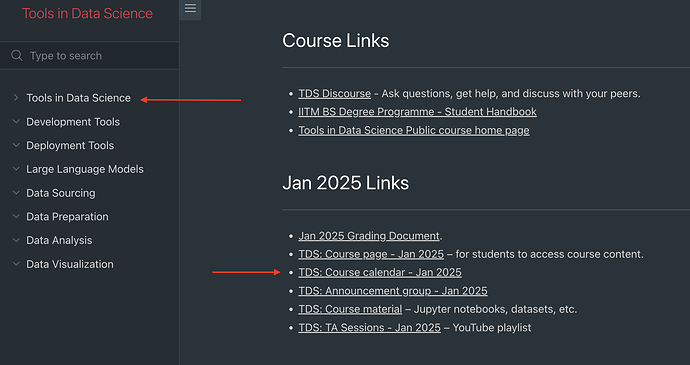 Tools in Data Science
Type to search
Tools in Data Science
Development Tools
Deployment Tools
Large Language Models
Data Sourcing
Data Preparation
Data Analysis
Data Visualization
Course Links
TDS Discourse - Ask questions, get help, and discuss with your peers.
IITM BS Degree Programme - Student Handbook
Tools in Data Science Public course home page
Jan 2025 Links
Jan 2025 Grading Document.
TDS: Course page - Jan 2025 – for students to access course content.
TDS: Course calendar - Jan 2025
TDS: Announcement group - Jan 2025
TDS: Course material – Jupyter notebooks, datasets, etc.
TDS: TA Sessions - Jan 2025 – YouTube playlist